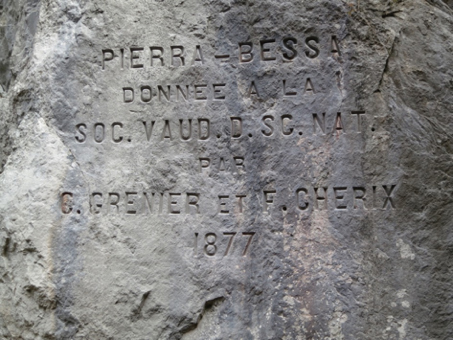 PIERRA-BESSA
DONNEE A LA
SOC. VAUD. D. SC. NAT.
PAR
C. GRENIER ET F. CHERIX
1877